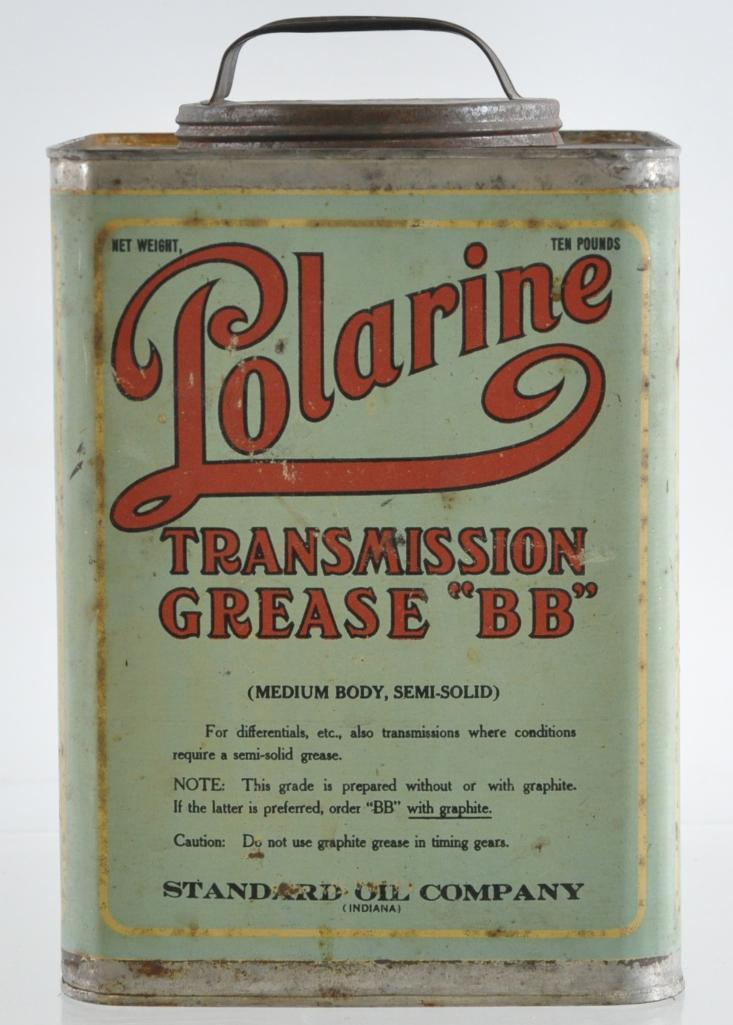 NET WEIGHT, TEN POUNDS
Polarine
TRANSMISSION
GREASE "BB"
(MEDIUM BODY, SEMI-SOLID)
For differentials, etc., also transmissions where conditions
require a semi-solid grease.
NOTE: This grade is prepared without or with graphite.
If the latter is preferred, order "BB" with graphite.
Caution: Do not use graphite grease in timing gears.
STANDARD OIL COMPANY
(INDIANA)